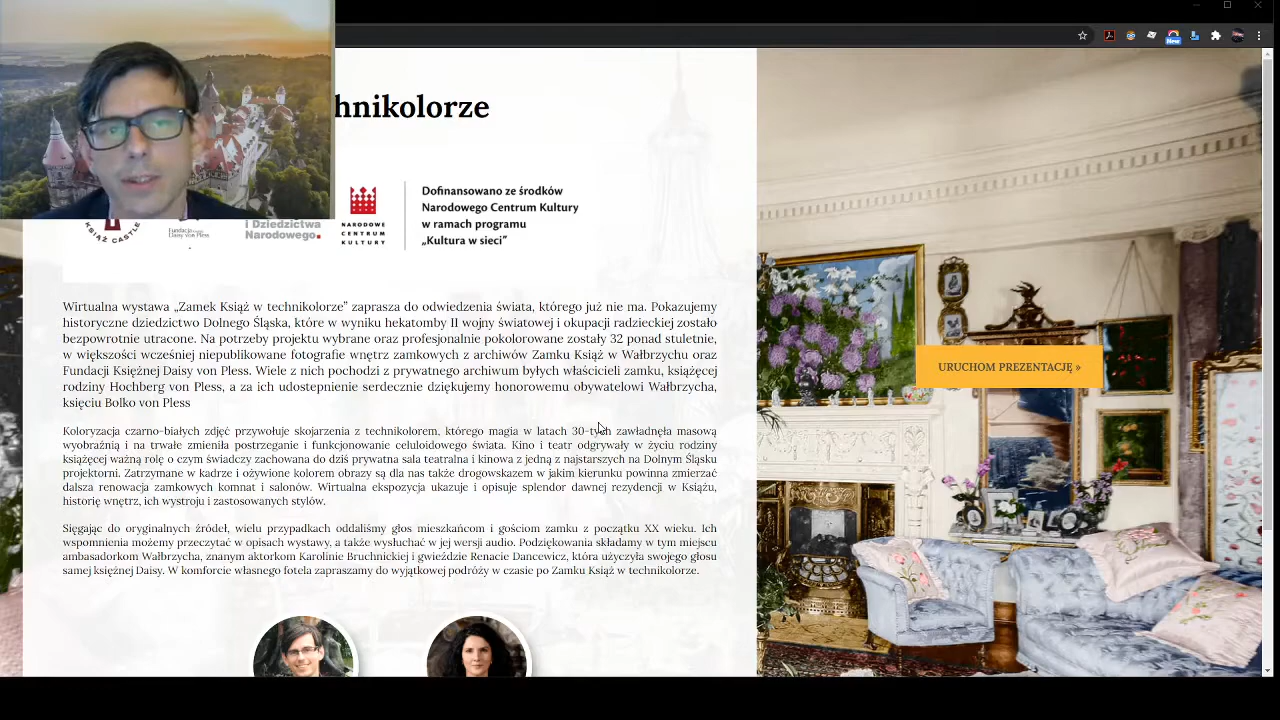 hnikolorze
KSIĄŻ CASTLE
Fundacja
Daisy von Pless
i Dziedzictwa
Narodowego.
NARODOWE
CENTRUM
KULTURY
Dofinansowano ze środków
Narodowego Centrum Kultury
w ramach programu
„Kultura w sieci”
New
Wirtualna wystawa „Zamek Książ w technikolorze” zaprasza do odwiedzenia świata, którego już nie ma. Pokazujemy
historyczne dziedzictwo Dolnego Śląska, które w wyniku hekatomby II wojny światowej i okupacji radzieckiej zostało
bezpowrotnie utracone. Na potrzeby projektu wybrane oraz profesjonalnie pokolorowane zostały 32 ponad stuletnie,
w większości wcześniej niepublikowane fotografie wnętrz zamkowych z archiwów Zamku Książ w Wałbrzychu oraz
Fundacji Księżnej Daisy von Pless. Wiele z nich pochodzi z prywatnego archiwum byłych właścicieli zamku, książęcej
rodziny Hochberg von Pless, a za ich udostepnienie serdecznie dziękujemy honorowemu obywatelowi Wałbrzycha,
księciu Bolko von Pless
Koloryzacja czarno-białych zdjęć przywołuje skojarzenia z technikolorem, którego magia w latach 30-tych zawładnęła masową
wyobraźnią i na trwałe zmieniła postrzeganie i funkcjonowanie celuloidowego świata. Kino i teatr odgrywały w życiu rodziny
książęcej ważną rolę o czym świadczy zachowana do dziś prywatna sala teatralna i kinowa z jedną z najstarszych na Dolnym Śląsku
projektorni. Zatrzymane w kadrze i ożywione kolorem obrazy są dla nas także drogowskazem w jakim kierunku powinna zmierzać
dalsza renowacja zamkowych komnat i salonów. Wirtualna ekspozycja ukazuje i opisuje splendor dawnej rezydencji w Książu,
historię wnętrz, ich wystroju i zastosowanych stylów.
Sięgając do oryginalnych źródeł, wielu przypadkach oddaliśmy głos mieszkańcom i gościom zamku z początku XX wieku. Ich
wspomnienia możemy przeczytać w opisach wystawy, a także wysłuchać w jej wersji audio. Podziękowania składamy w tym miejscu
ambasadorkom Wałbrzycha, znanym aktorkom Karolinie Bruchnickiej i gwieździe Renacie Dancewicz, która użyczyła swojego głosu
samej księżnej Daisy. W komforcie własnego fotela zapraszamy do wyjątkowej podróży w czasie po Zamku Książ w technikolorze.
URUCHOM PREZENTACJĘ »